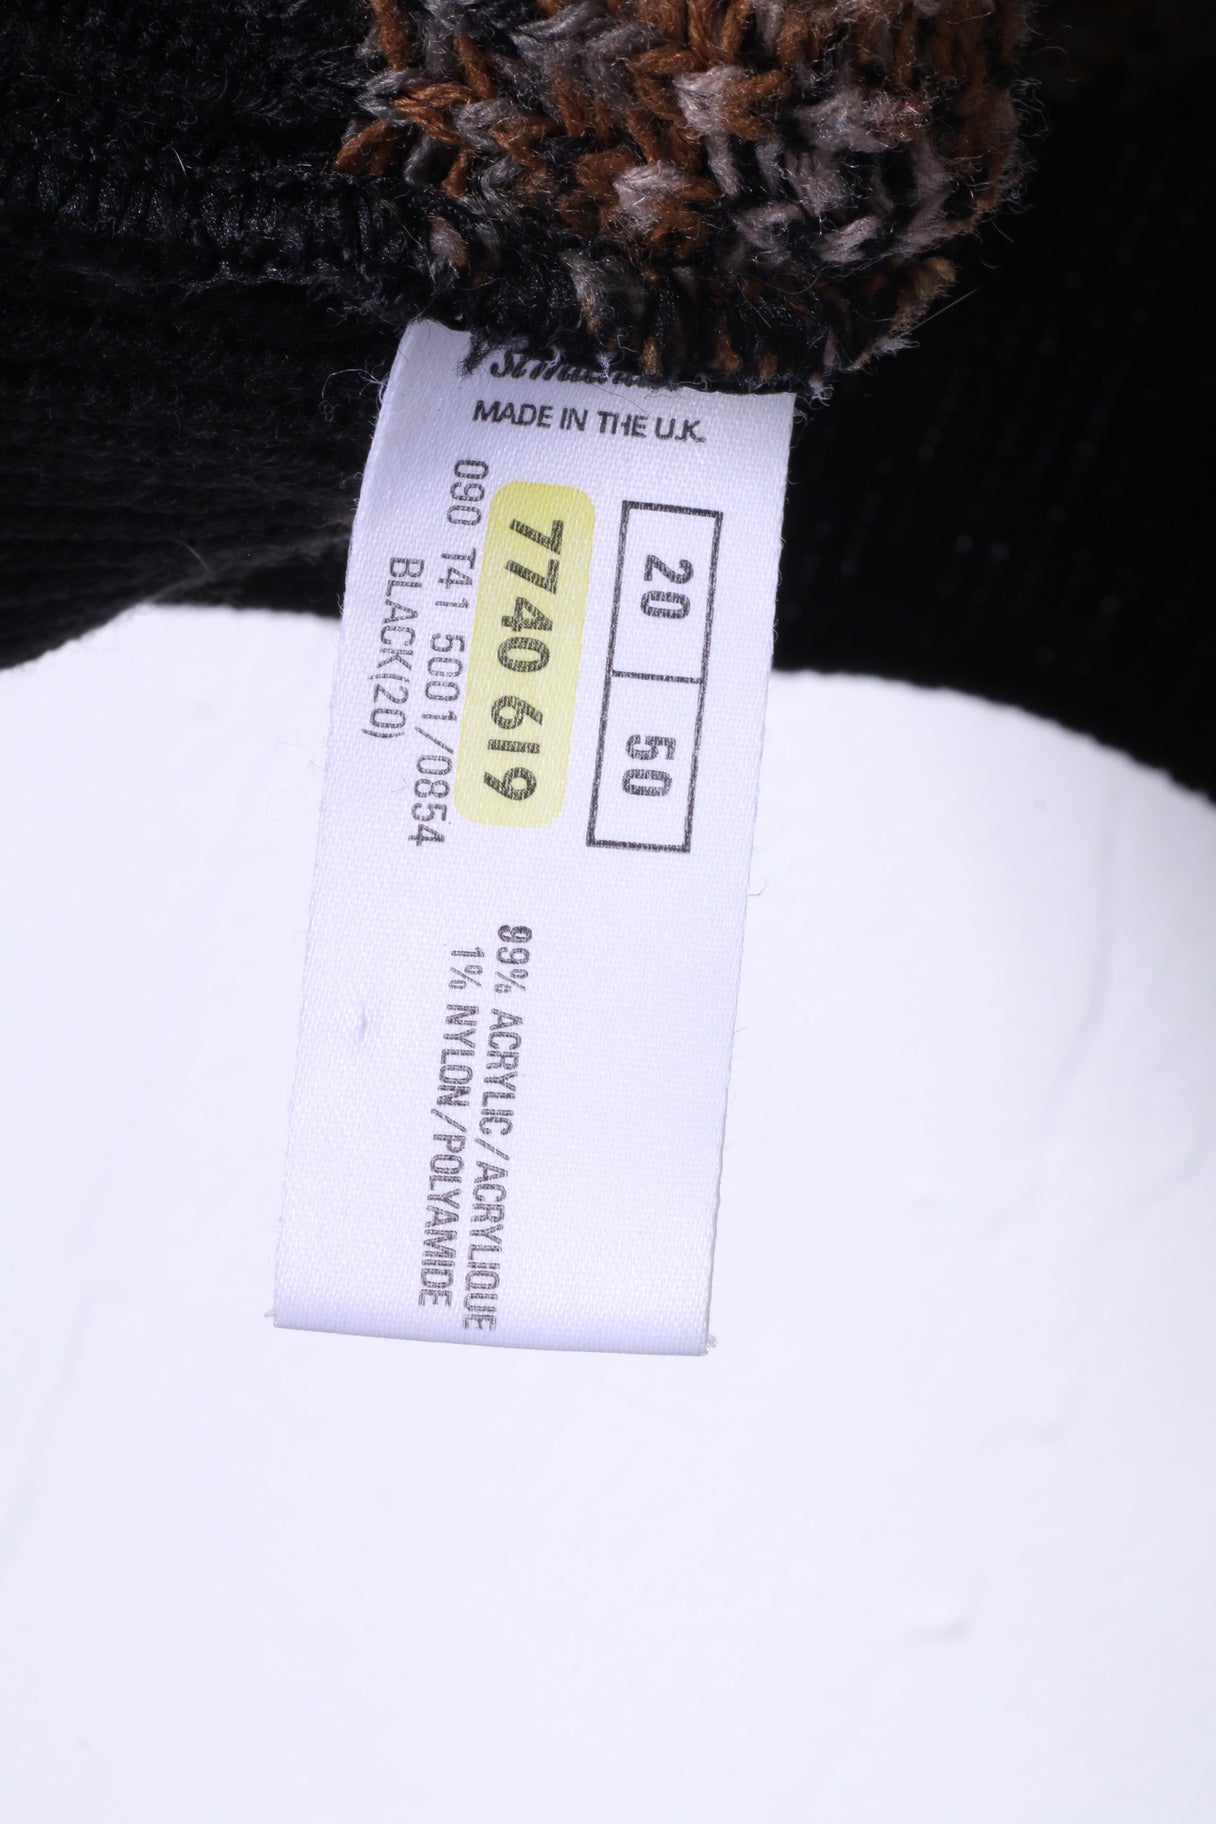 MADE IN THE U.K.
20 50
7740 619
090 T41 5001/0854
BLACK(20)
99% ACRYLIC/ACRYLIQUE
1% NYLON/POLYAMIDE